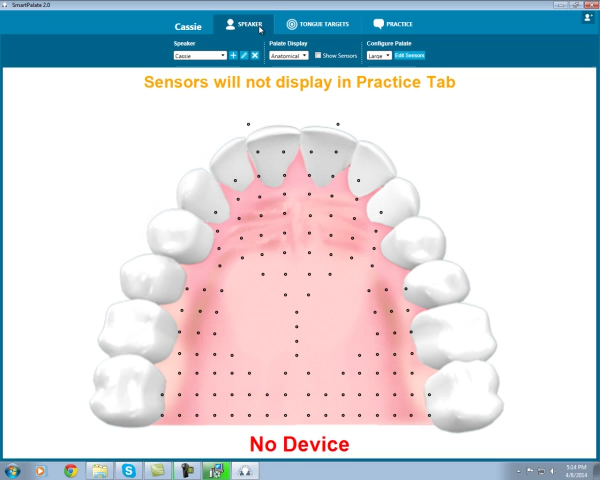 SmartPalate 2.0
Cassie
SPEAKER
TONGUE TARGETS
PRACTICE
Speaker
Palate Display
Configure Palate
Cassie
Anatomical
Show Sensors
Large
Edit Sensors
Sensors will not display in Practice Tab
No Device
5:14 PM
4/8/2014